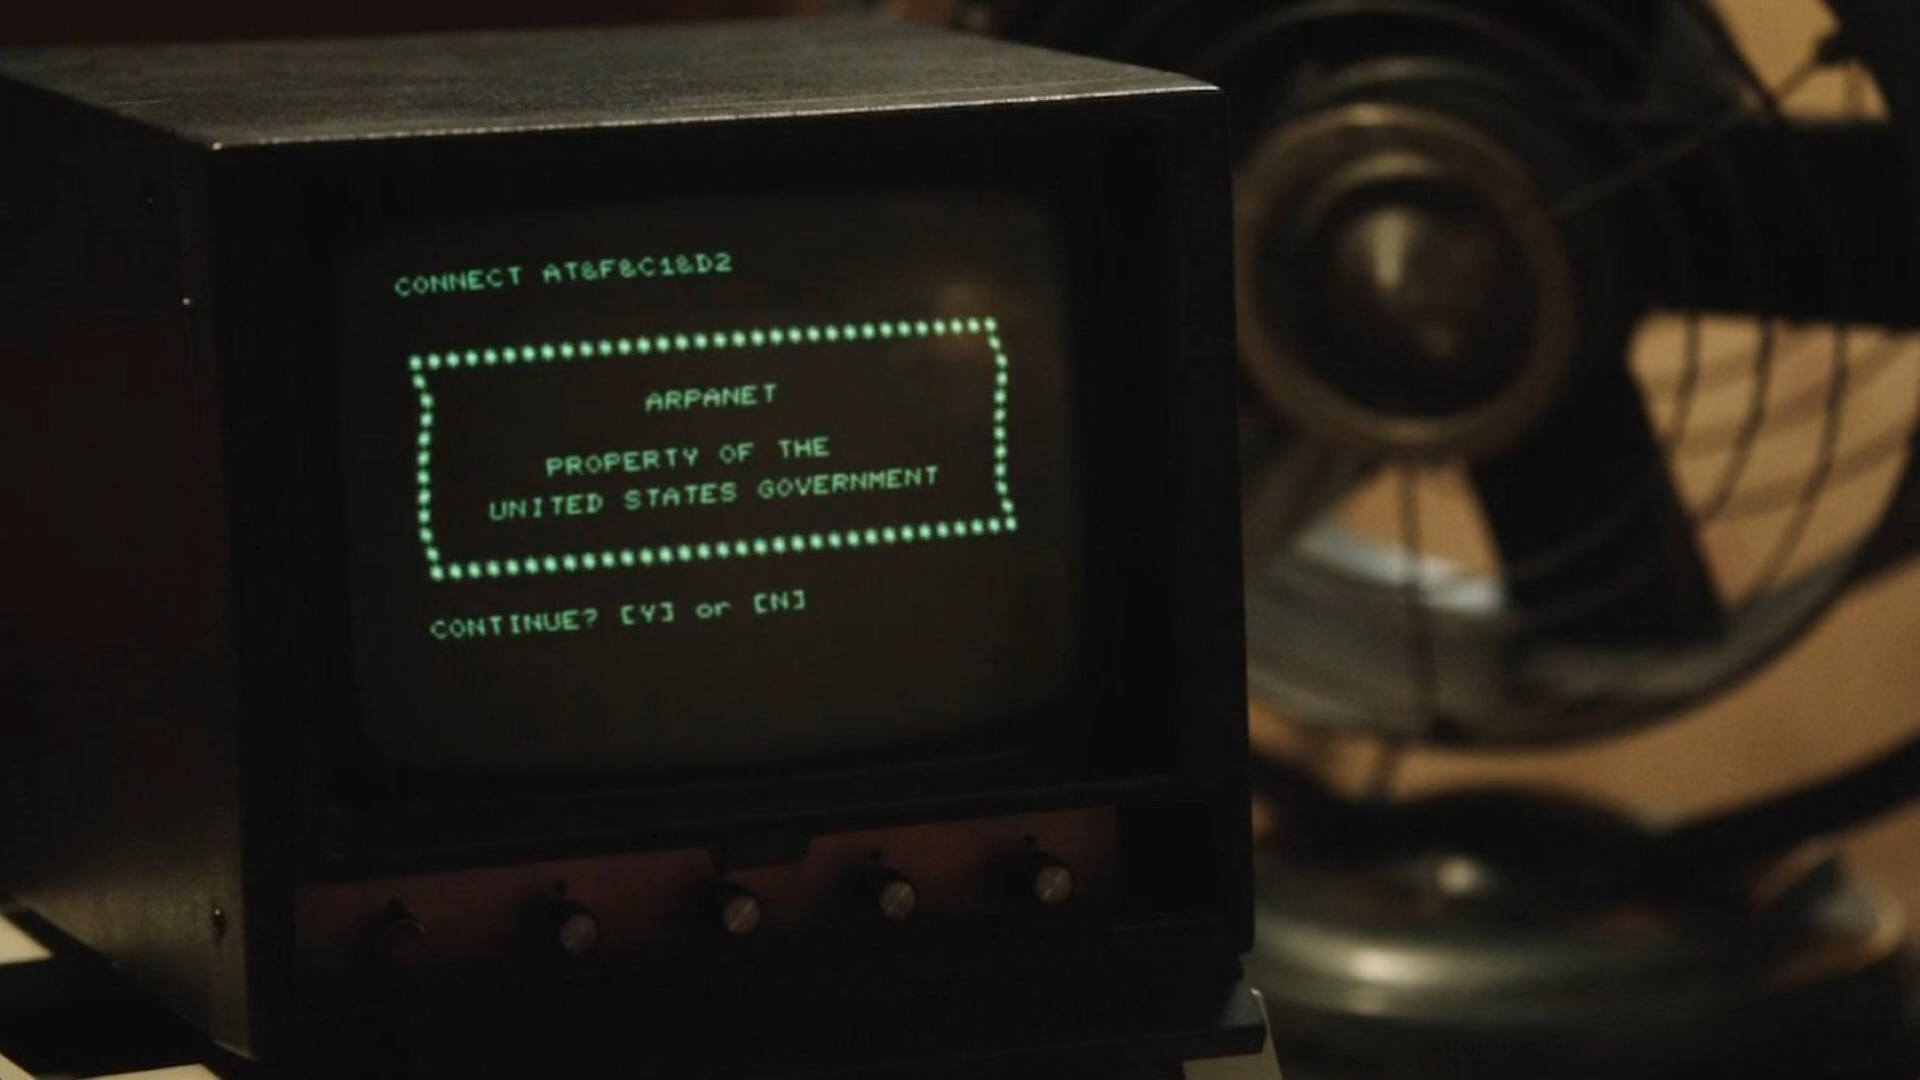 CONNECT AT&F&C1&D2
ARPANET
PROPERTY OF THE
UNITED STATES GOVERNMENT
CONTINUE? [Y] or [N]